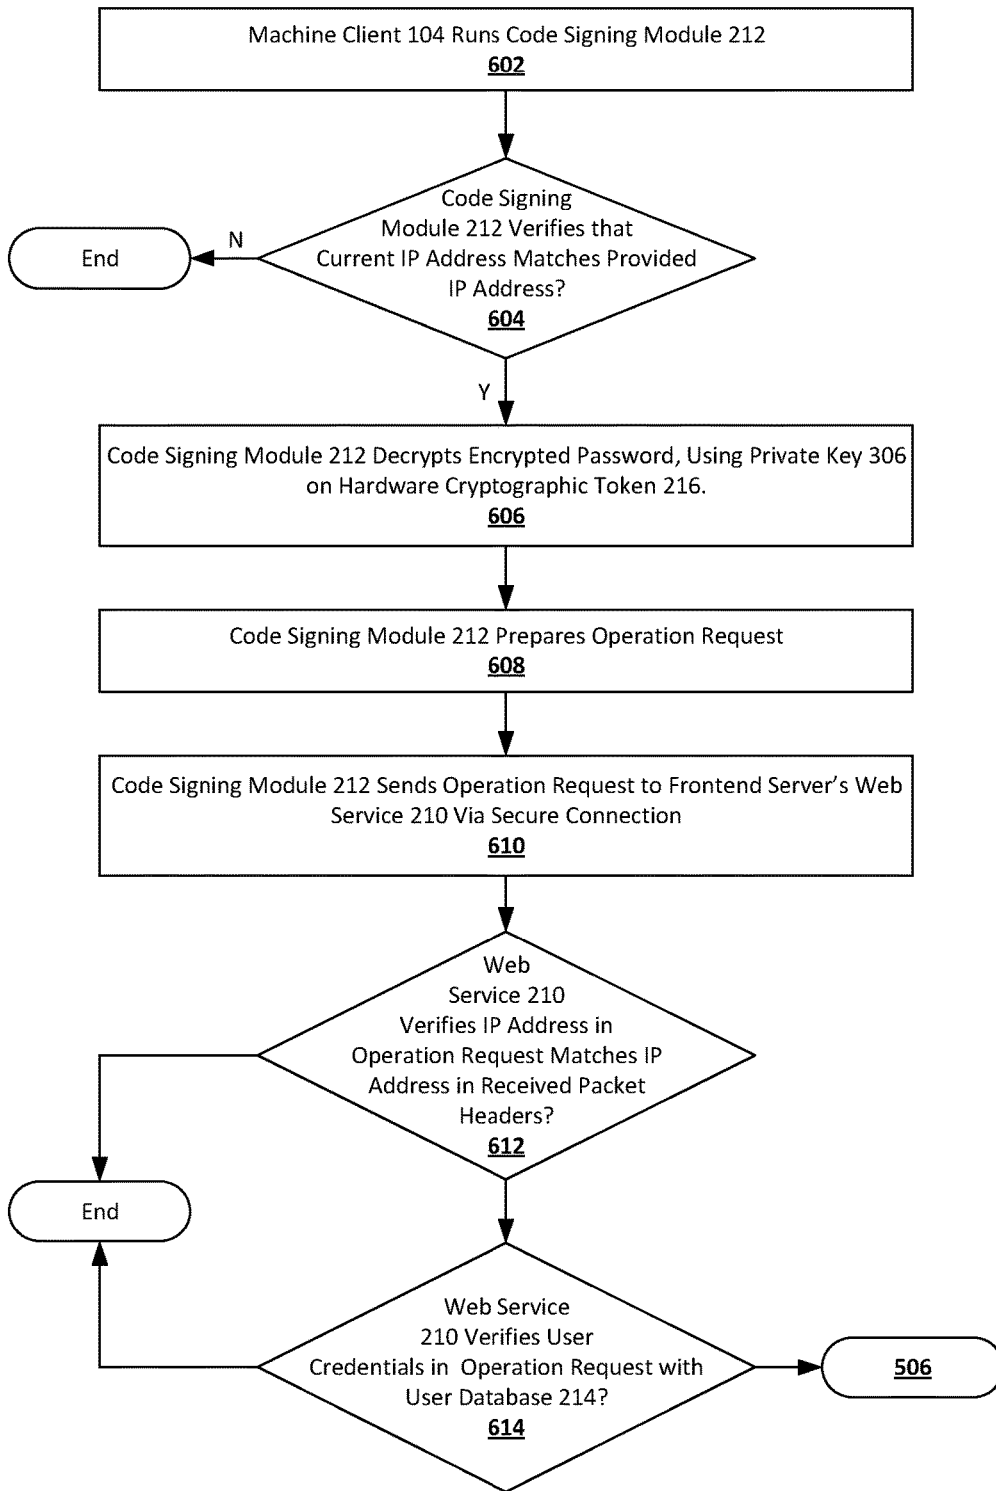 Machine Client 104 Runs Code Signing Module 212
602
Code Signing
Module 212 Verifies that
Current IP Address Matches Provided
IP Address?
604
N
End
Y
Code Signing Module 212 Decrypts Encrypted Password, Using Private Key 306
on Hardware Cryptographic Token 216.
606
Code Signing Module 212 Prepares Operation Request
608
Code Signing Module 212 Sends Operation Request to Frontend Server’s Web
Service 210 Via Secure Connection
610
Web
Service 210
Verifies IP Address in
Operation Request Matches IP
Address in Received Packet
Headers?
612
End
Web Service
210 Verifies User
Credentials in Operation Request with
User Database 214?
614
506